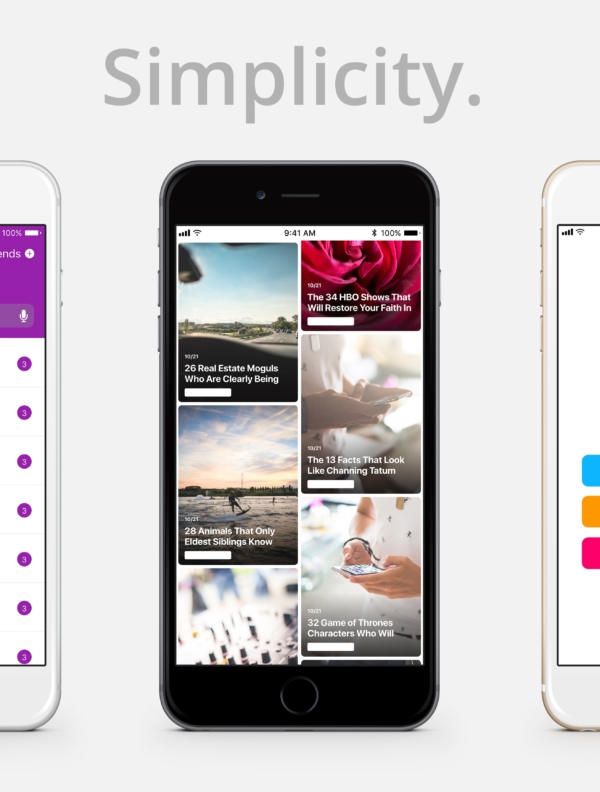 Simplicity.
100%
ends
3
3
3
3
3
3
3
9:41 AM
100%
10/21
26 Real Estate Moguls
Who Are Clearly Being
10/21
28 Animals That Only
Eldest Siblings Know
10/21
The 34 HBO Shows That
Will Restore Your Faith In
10/21
The 13 Facts That Look
Like Channing Tatum
10/21
32 Game of Thrones
Characters Who Will